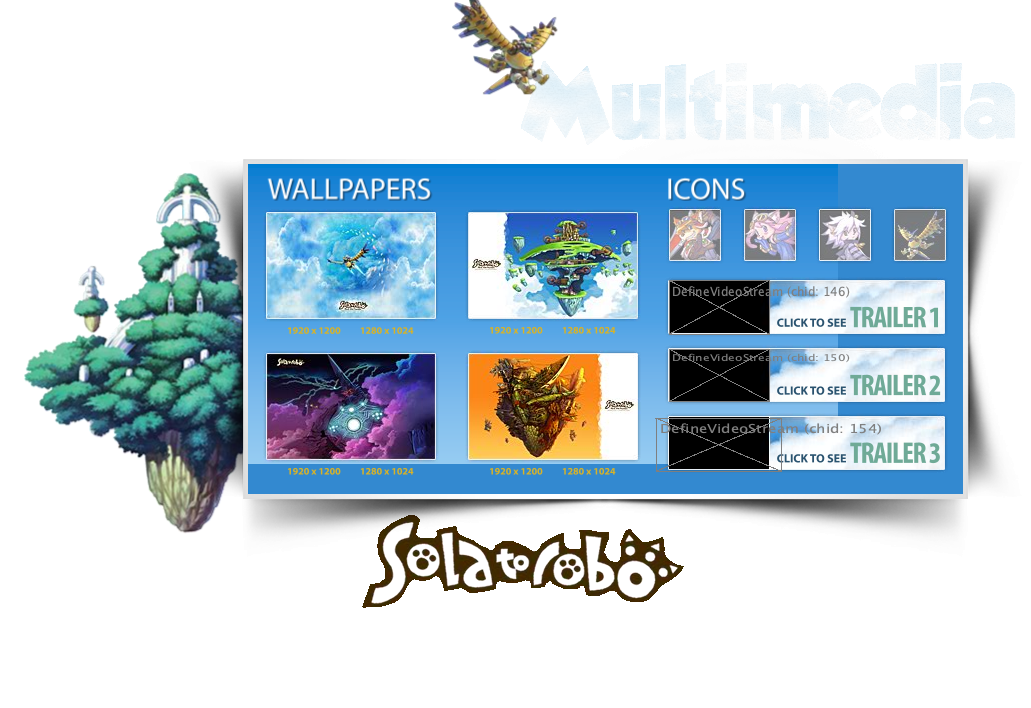 Multimedia
WALLPAPERS
ICONS
1920 x 1200 1280 x 1024
1920 x 1200 1280 x 1024
1920 x 1200 1280 x 1024
1920 x 1200 1280 x 1024
DefineVideoStream (chid: 146)
CLICK TO SEE TRAILER 1
DefineVideoStream (chid: 150)
CLICK TO SEE TRAILER 2
DefineVideoStream (chid: 154)
CLICK TO SEE TRAILER 3
Solatorobo